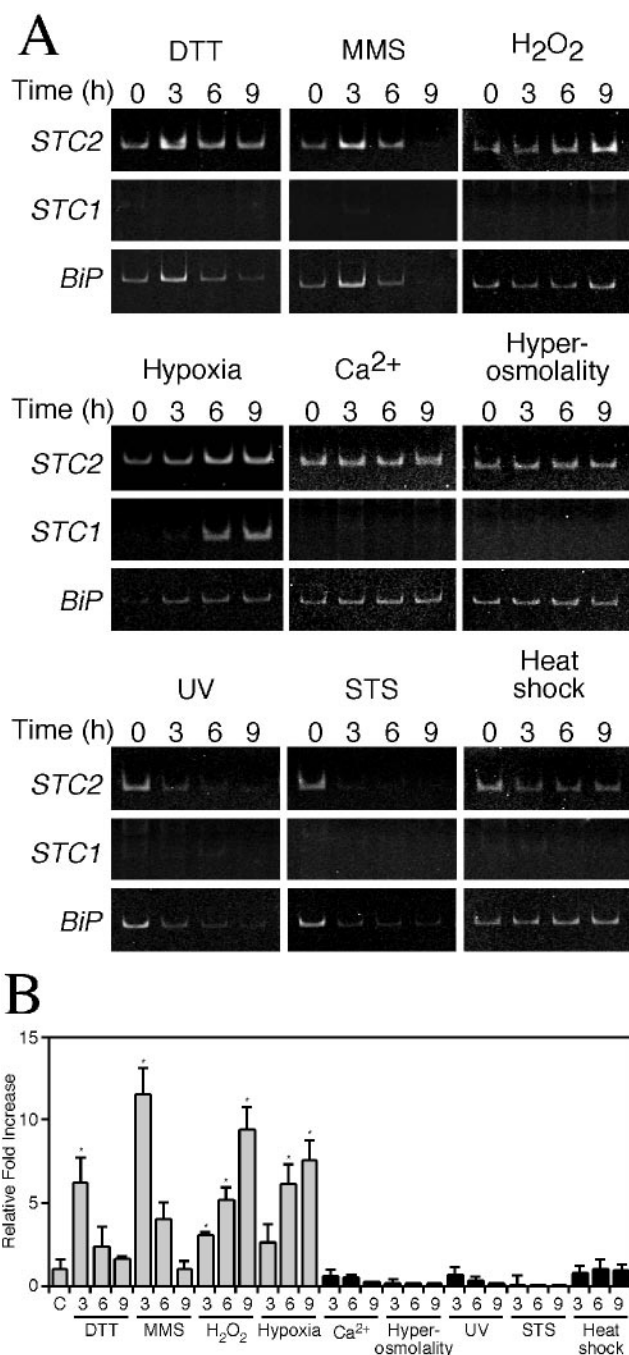 A
DTT MMS H₂O₂
Time (h) 0 3 6 9 0 3 6 9 0 3 6 9
STC2
STC1
BiP
Hypoxia Ca²⁺ Hyper-
osmolality
Time (h) 0 3 6 9 0 3 6 9 0 3 6 9
STC2
STC1
BiP
UV STS Heat
shock
Time (h) 0 3 6 9 0 3 6 9 0 3 6 9
STC2
STC1
BiP
B
15
10
5
0
Relative Fold Increase
* * * * * * *
C 3 6 9 3 6 9 3 6 9 3 6 9 3 6 9 3 6 9 3 6 9 3 6 9 3 6 9
DTT MMS H₂O₂ Hypoxia Ca²⁺ Hyper- UV STS Heat
osmolality shock